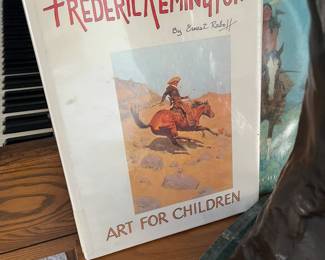 FREDERIC REMINGTON
By Ernest Raboff
ART FOR CHILDREN